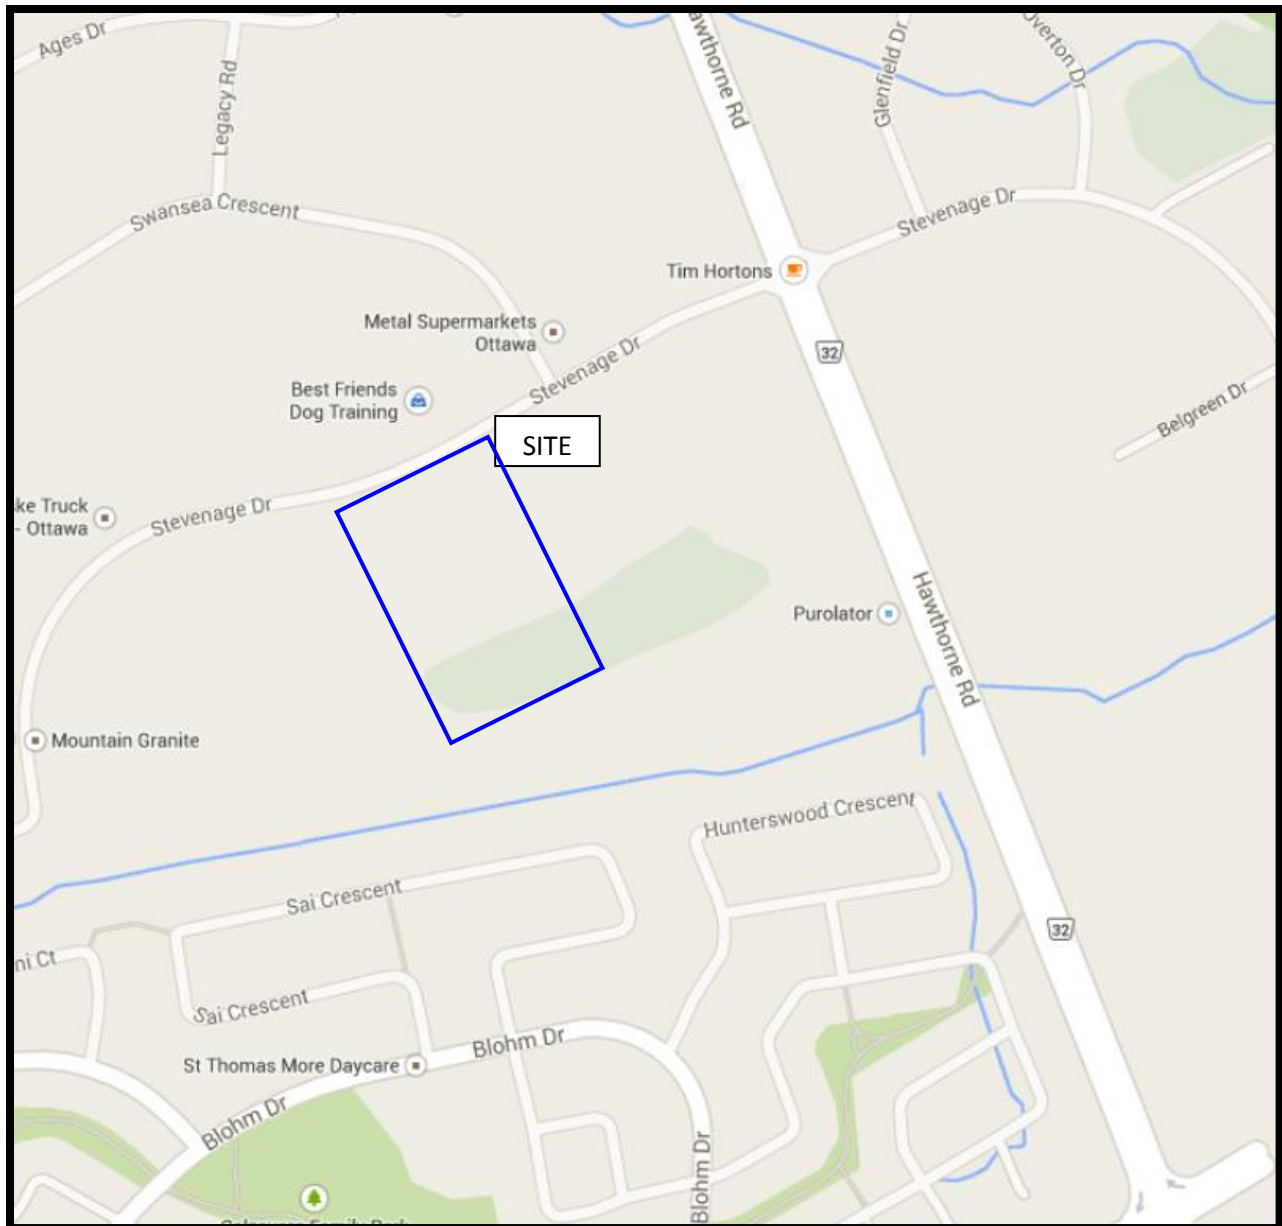 Ages Dr
Legacy Rd
Hawthorne Rd
Glenfield Dr
Overton Dr
Swansea Crescent
Stevenage Dr
Tim Hortons
Metal Supermarkets
Ottawa
32
Stevenage Dr
Best Friends
Dog Training
Belgreen Dr
SITE
ke Truck
- Ottawa
Stevenage Dr
Hawthorne Rd
Purolator
Mountain Granite
Hunterswood Crescent
Sai Crescent
32
ni Ct
Sai Crescent
Blohm Dr
St Thomas More Daycare
Blohm Dr
Blohm Dr